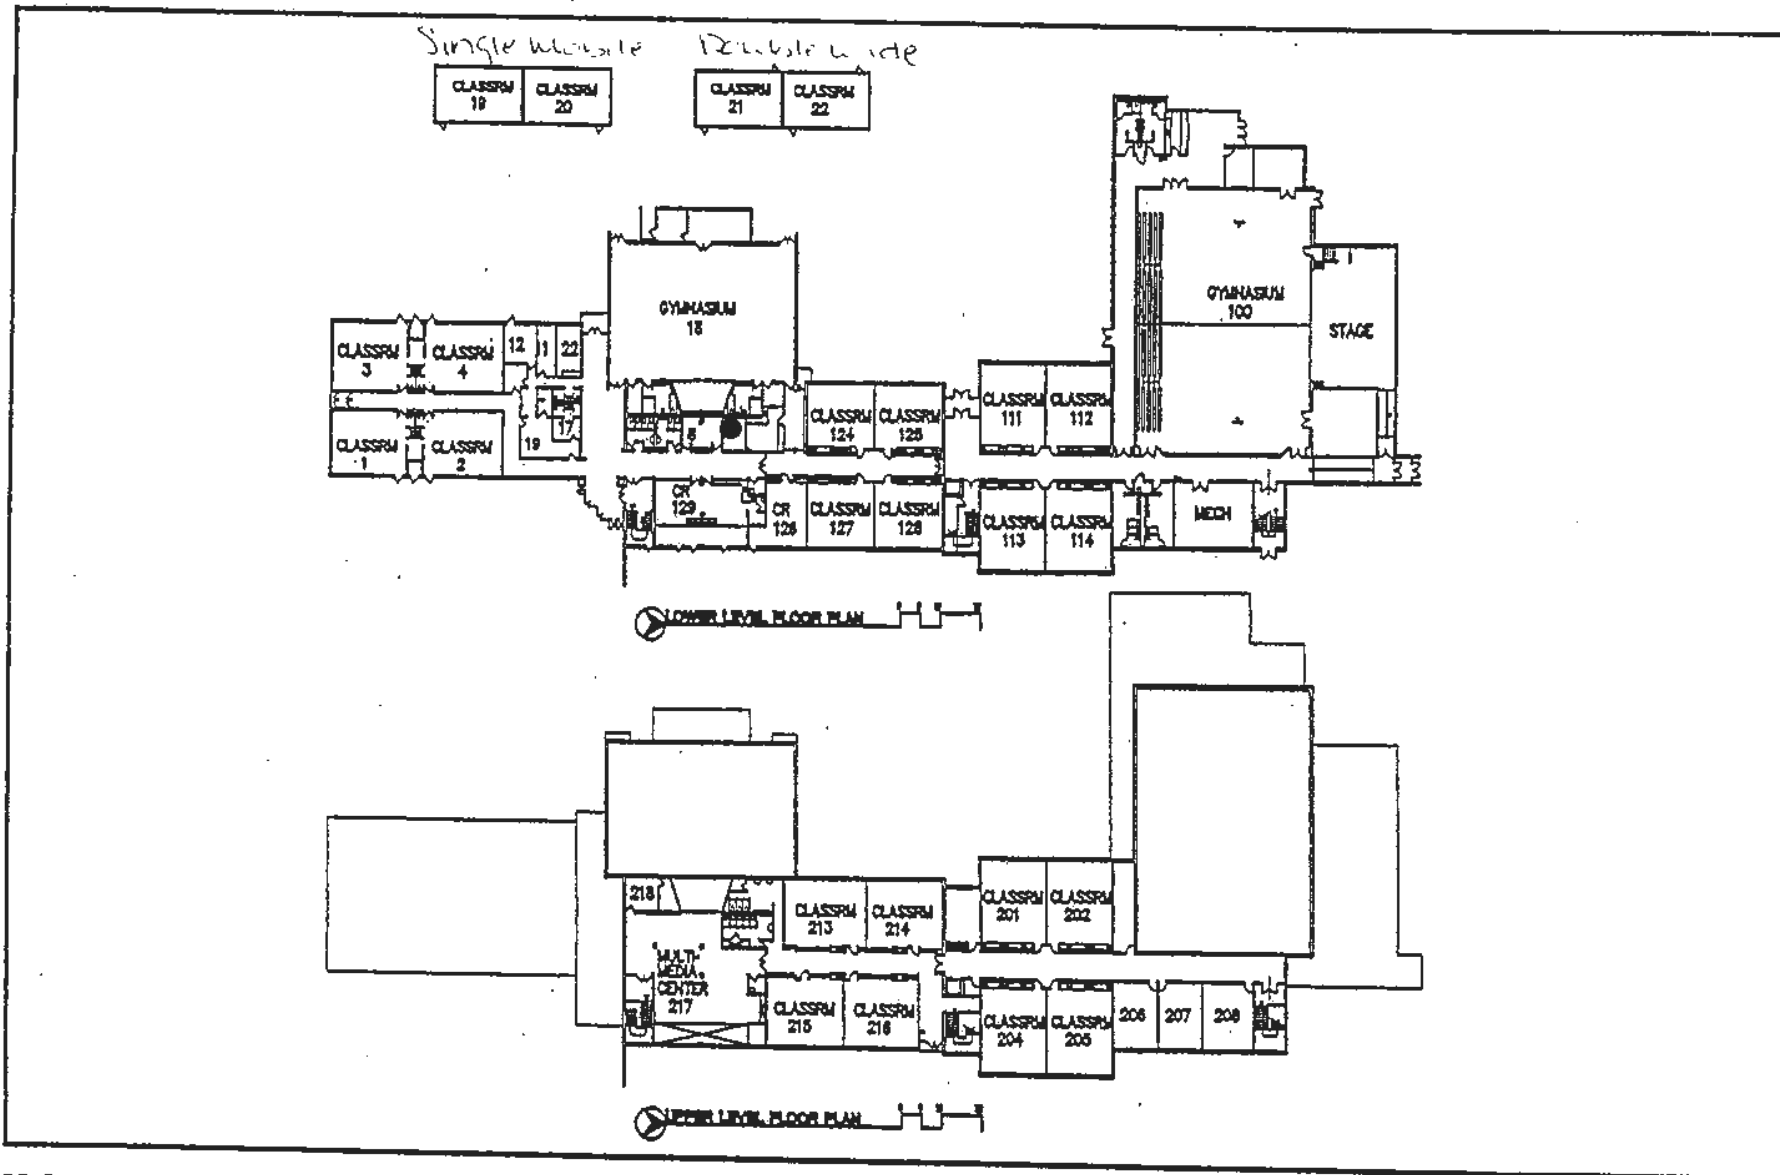 Single Mobile Double wide
CLASSRM
19
CLASSRM
20
CLASSRM
21
CLASSRM
22
GYMNASIUM
100
STAGE
GYMNASIUM
CLASSRM
3
CLASSRM
4
12
22
CLASSRM
1
CLASSRM
2
19
17
CLASSRM
124
CLASSRM
125
CLASSRM
111
CLASSRM
112
CR
129
CR
126
CLASSRM
127
CLASSRM
128
CLASSRM
113
CLASSRM
114
MECH
LOWER LEVEL FLOOR PLAN
218
CLASSRM
213
CLASSRM
214
CLASSRM
201
CLASSRM
202
MULTI-
MEDIA
CENTER
217
CLASSRM
215
CLASSRM
216
CLASSRM
204
CLASSRM
205
206
207
208
UPPER LEVEL FLOOR PLAN